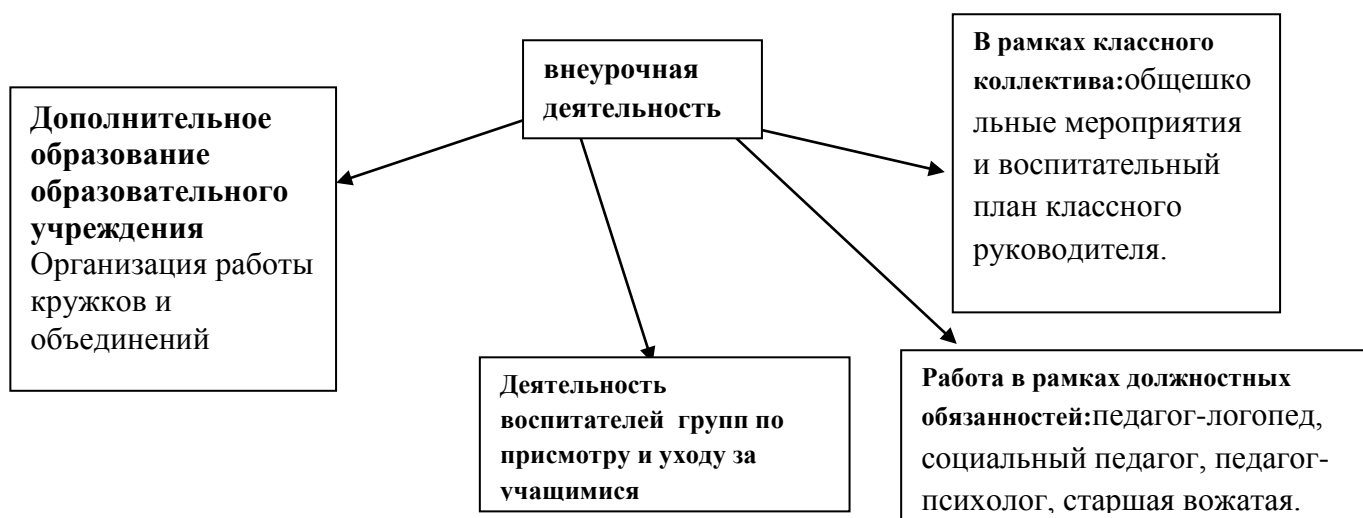 внеурочная
деятельность
Дополнительное
образование
образовательного
учреждения
Организация работы
кружков и
объединений
Деятельность
воспитателей  групп по
присмотру и уходу за
учащимися
В рамках классного
коллектива:общешко
льные мероприятия
и воспитательный
план классного
руководителя.
Работа в рамках должностных
обязанностей:педагог-логопед,
социальный педагог, педагог-
психолог, старшая вожатая.